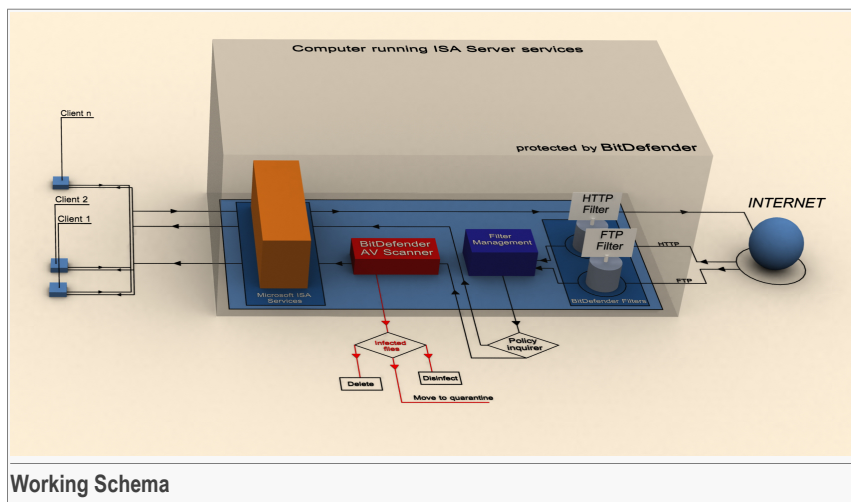 Computer running ISA Server services
Client n
protected by BitDefender
Client 2
Client 1
HTTP
Filter
INTERNET
BitDefender
AV Scanner
Filter
Management
FTP
Filter
HTTP
FTP
Microsoft ISA
Services
BitDefender Filters
Infected
files
Policy
inquirer
Delete
Disinfect
Move to quarantine
Working Schema